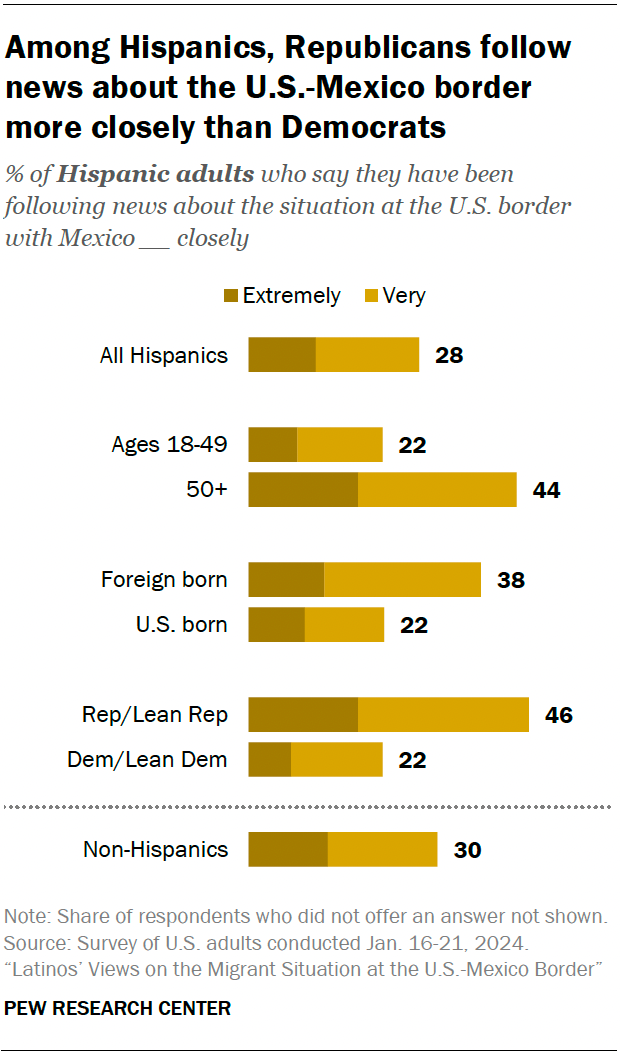 Among Hispanics, Republicans follow
news about the U.S.-Mexico border
more closely than Democrats
% of Hispanic adults who say they have been
following news about the situation at the U.S. border
with Mexico __ closely
Extremely Very
All Hispanics 28
Ages 18-49 22
50+ 44
Foreign born 38
U.S. born 22
Rep/Lean Rep 46
Dem/Lean Dem 22
Non-Hispanics 30
Note: Share of respondents who did not offer an answer not shown.
Source: Survey of U.S. adults conducted Jan. 16-21, 2024.
“Latinos’ Views on the Migrant Situation at the U.S.-Mexico Border”
PEW RESEARCH CENTER